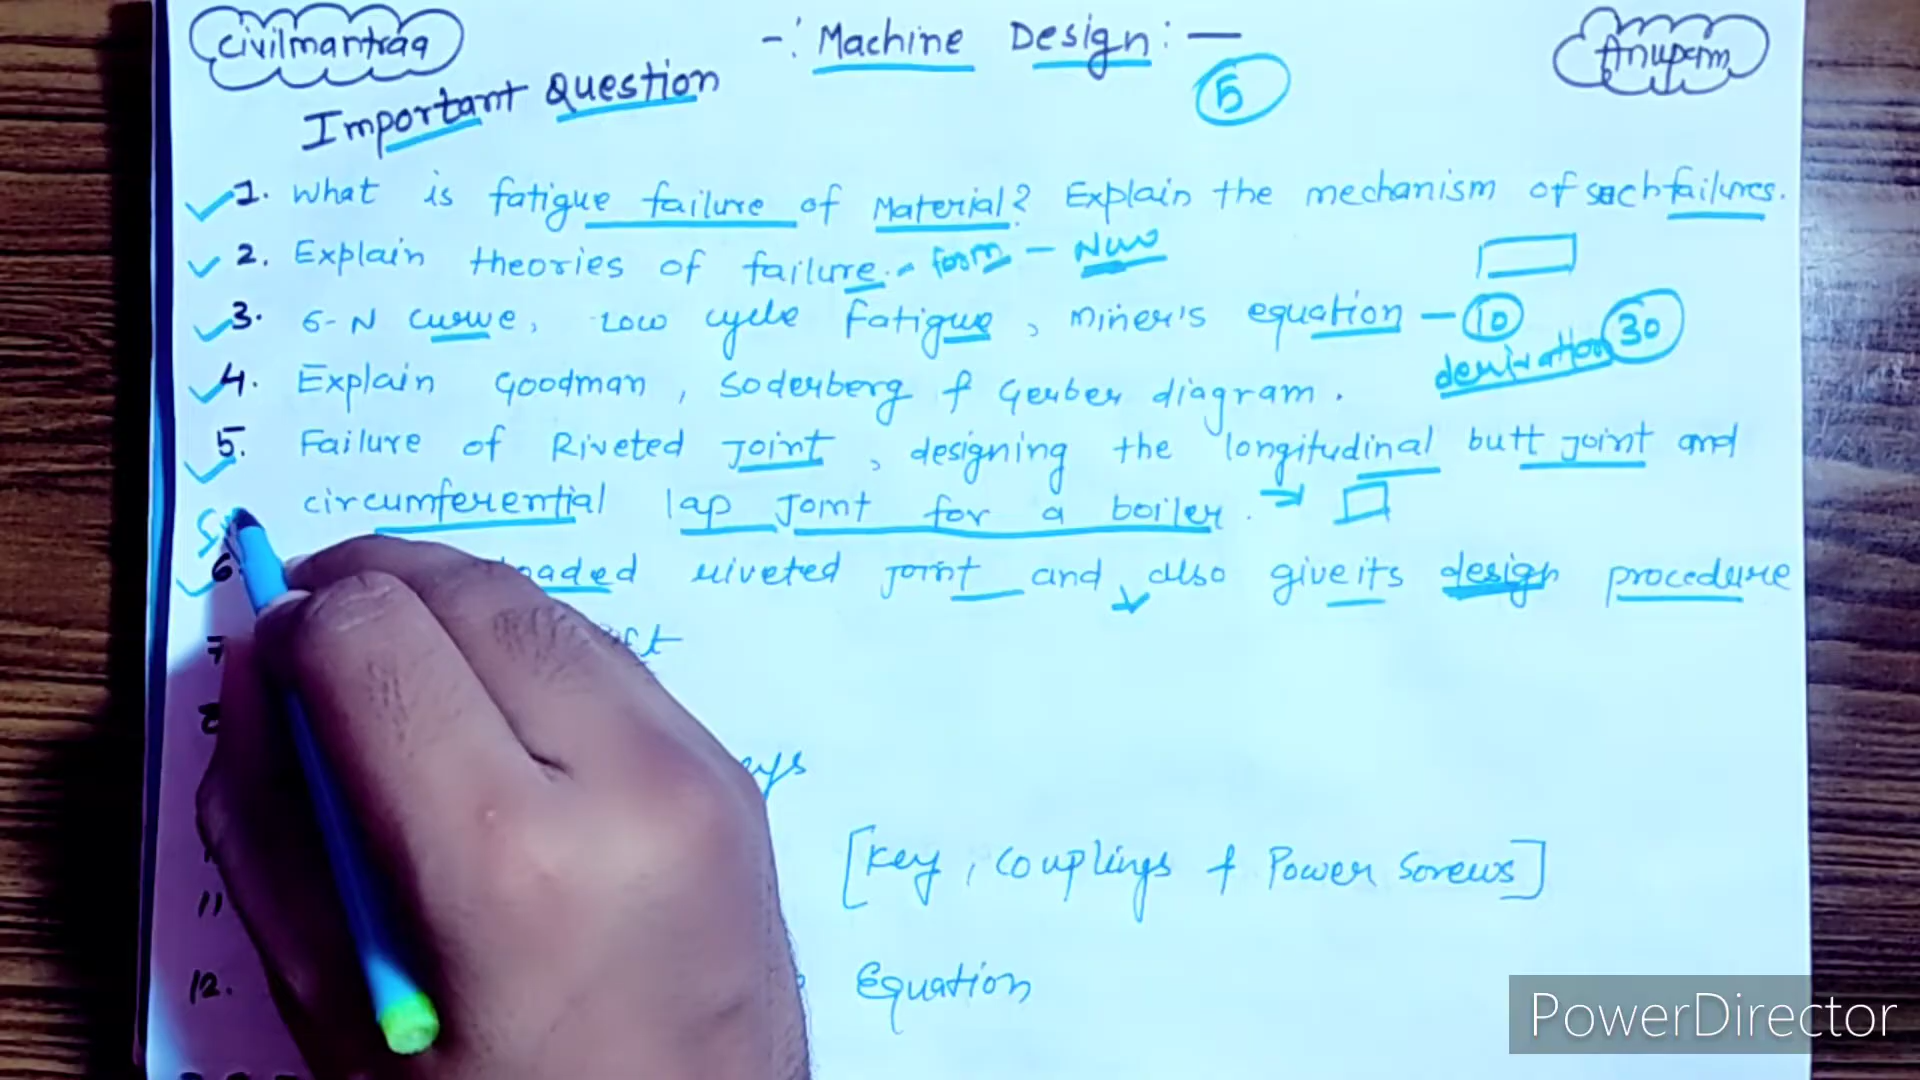 civilmantraa
-: Machine Design: —
Anupam
Important Question
5
1. What is fatigue failure of Material? Explain the mechanism of such failures.
2. Explain theories of failure.
3. S-N curve, Low cycle Fatigue, Miner's equation - 10
derivation 30
4. Explain Goodman, Soderberg & Gerber diagram.
5. Failure of Riveted Joint, designing the longitudinal butt joint and
circumferential lap Joint for a boiler.
6. loaded riveted joint and also give its design procedure
7
8
[Key, Couplings & Power Screws]
11
12. Equation
PowerDirector